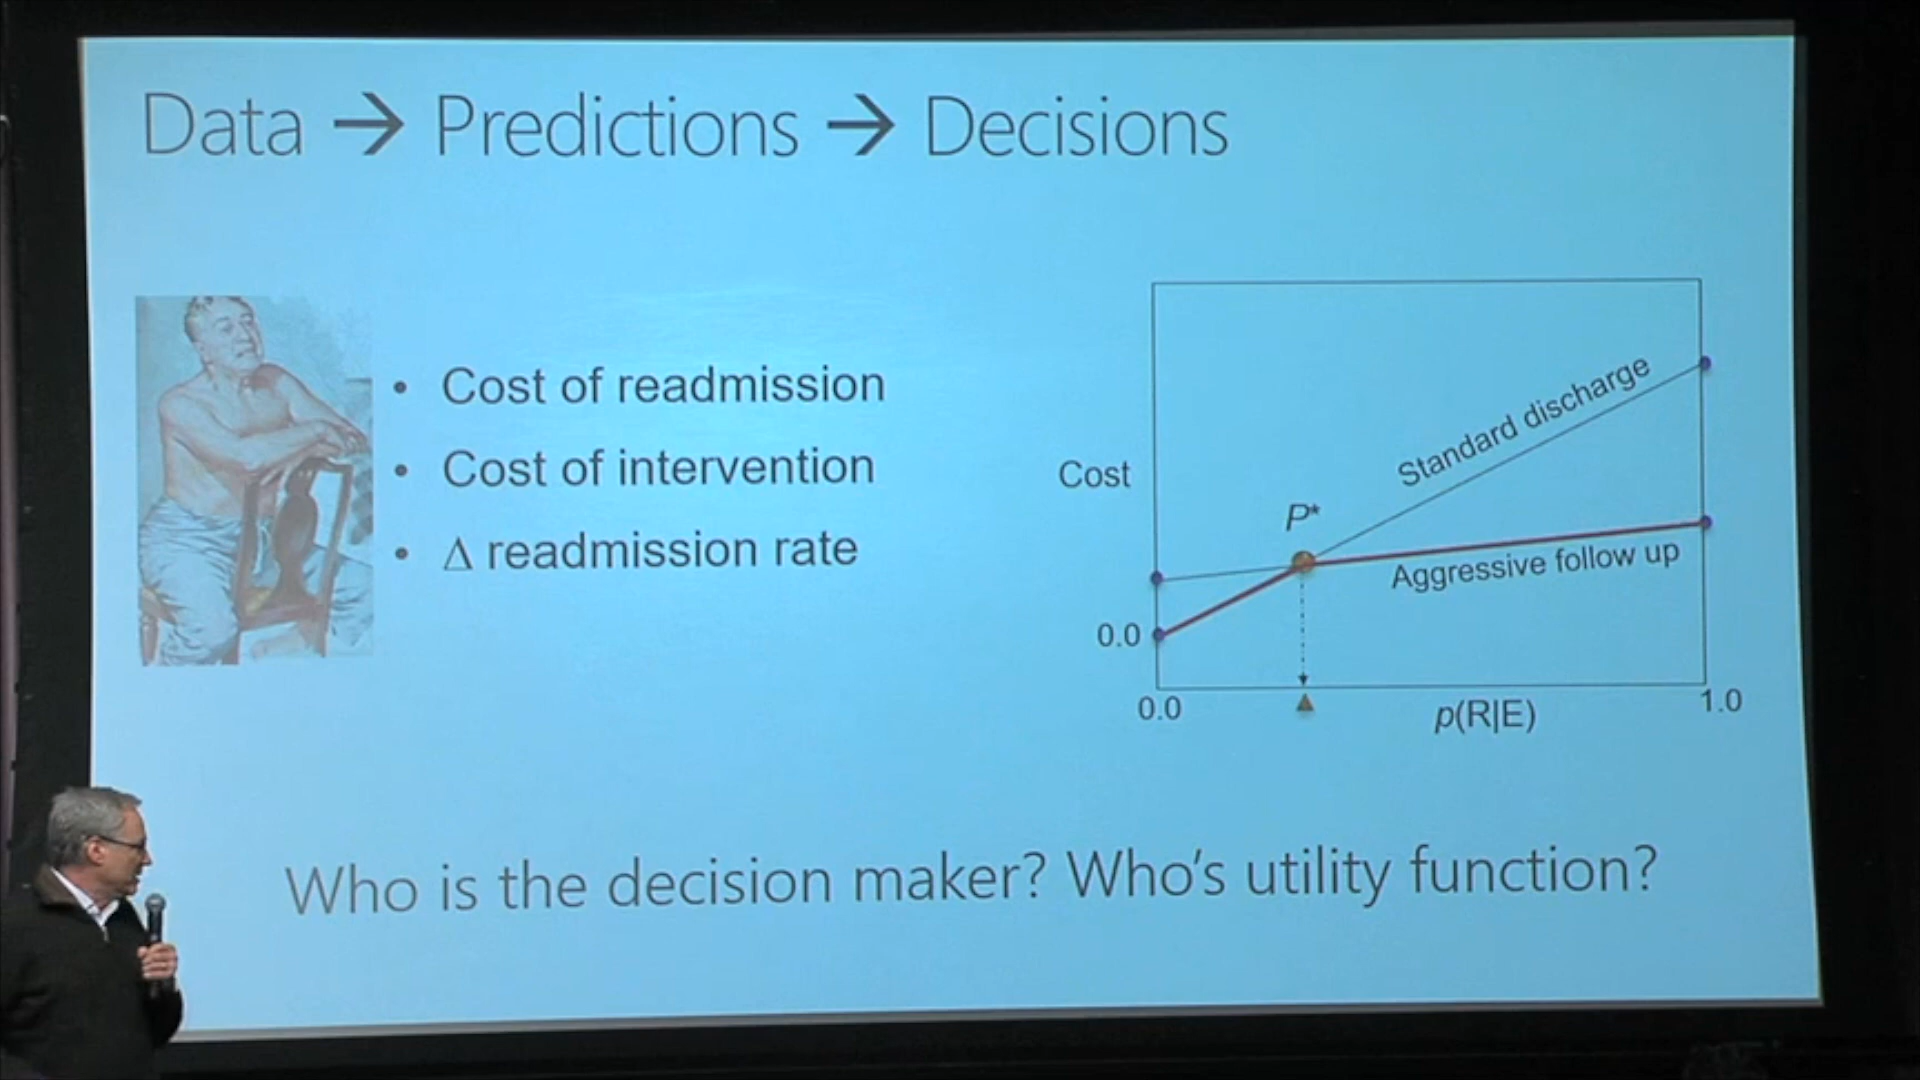 Data → Predictions → Decisions
• Cost of readmission
• Cost of intervention
• Δ readmission rate
Cost
Standard discharge
P*
Aggressive follow up
0.0
0.0
p(R|E)
1.0
Who is the decision maker? Who's utility function?